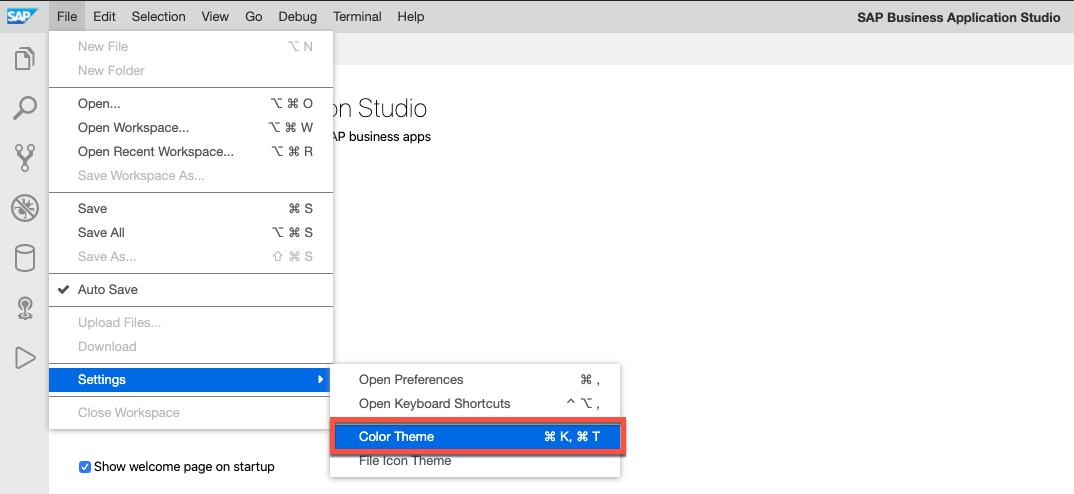 SAP File Edit Selection View Go Debug Terminal Help SAP Business Application Studio
New File ⌥ N
New Folder
Open... ⌥ ⌘ O
on Studio
Open Workspace... ⌥ ⌘ W
AP business apps
Open Recent Workspace... ⌥ ⌘ R
Save Workspace As...
Save ⌘ S
Save All ⌥ ⌘ S
Save As... ⇧ ⌘ S
✓ Auto Save
Upload Files...
Download
Settings
Open Preferences ⌘ ,
Open Keyboard Shortcuts ^ ⌥ ,
Close Workspace
Color Theme ⌘ K, ⌘ T
File Icon Theme
Show welcome page on startup